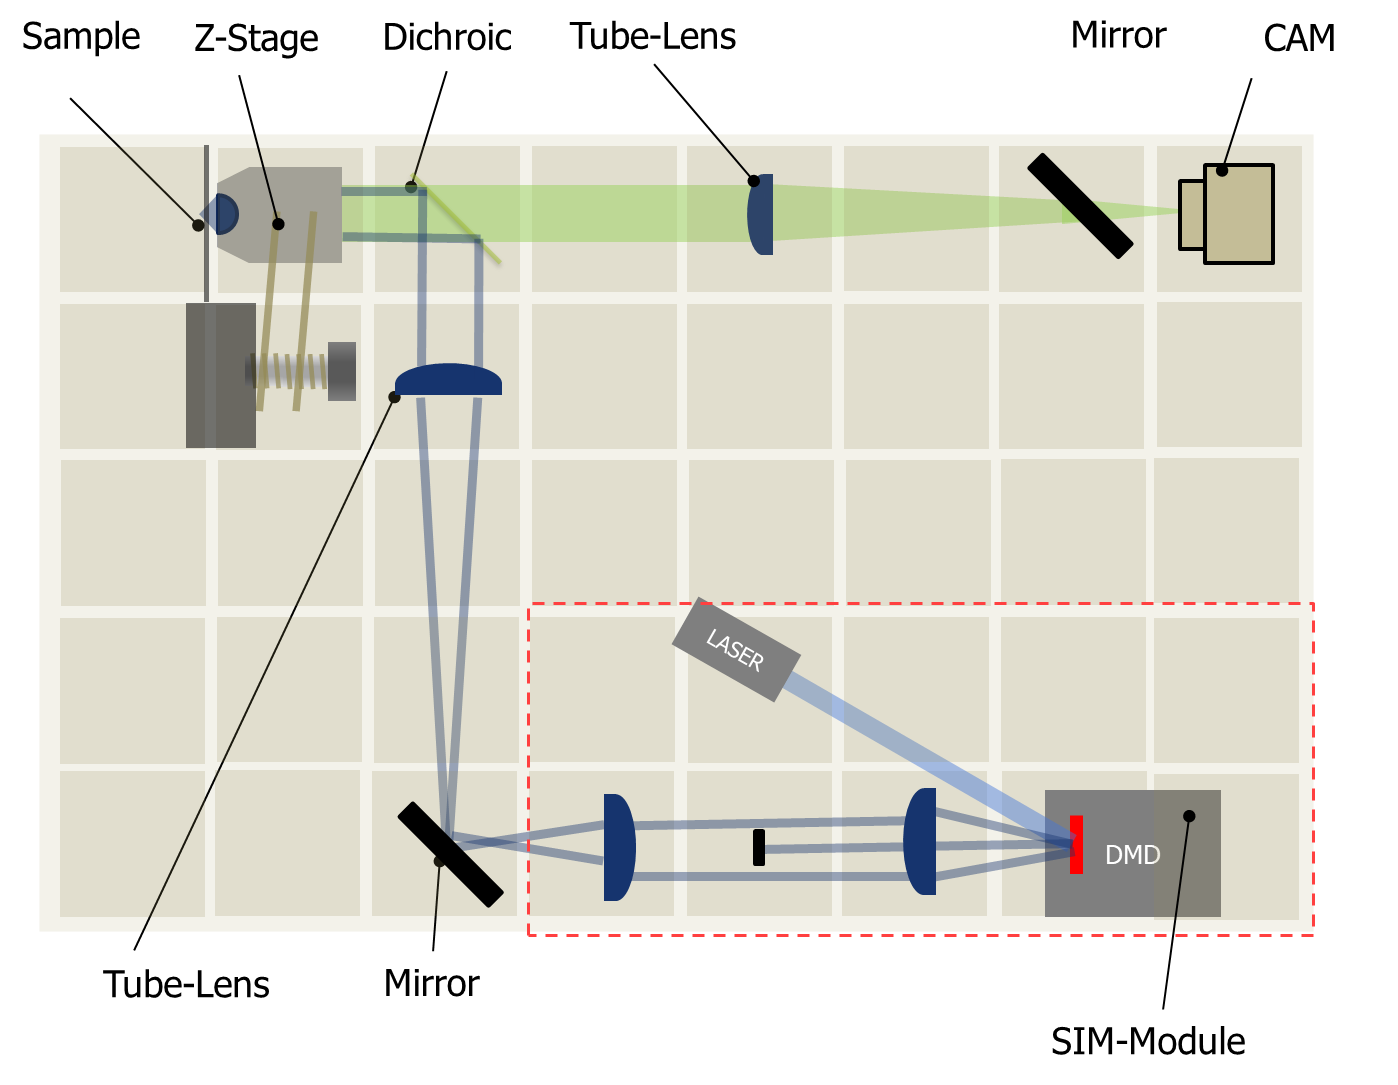 Sample
Z-Stage
Dichroic
Tube-Lens
Mirror
CAM
LASER
DMD
Tube-Lens
Mirror
SIM-Module